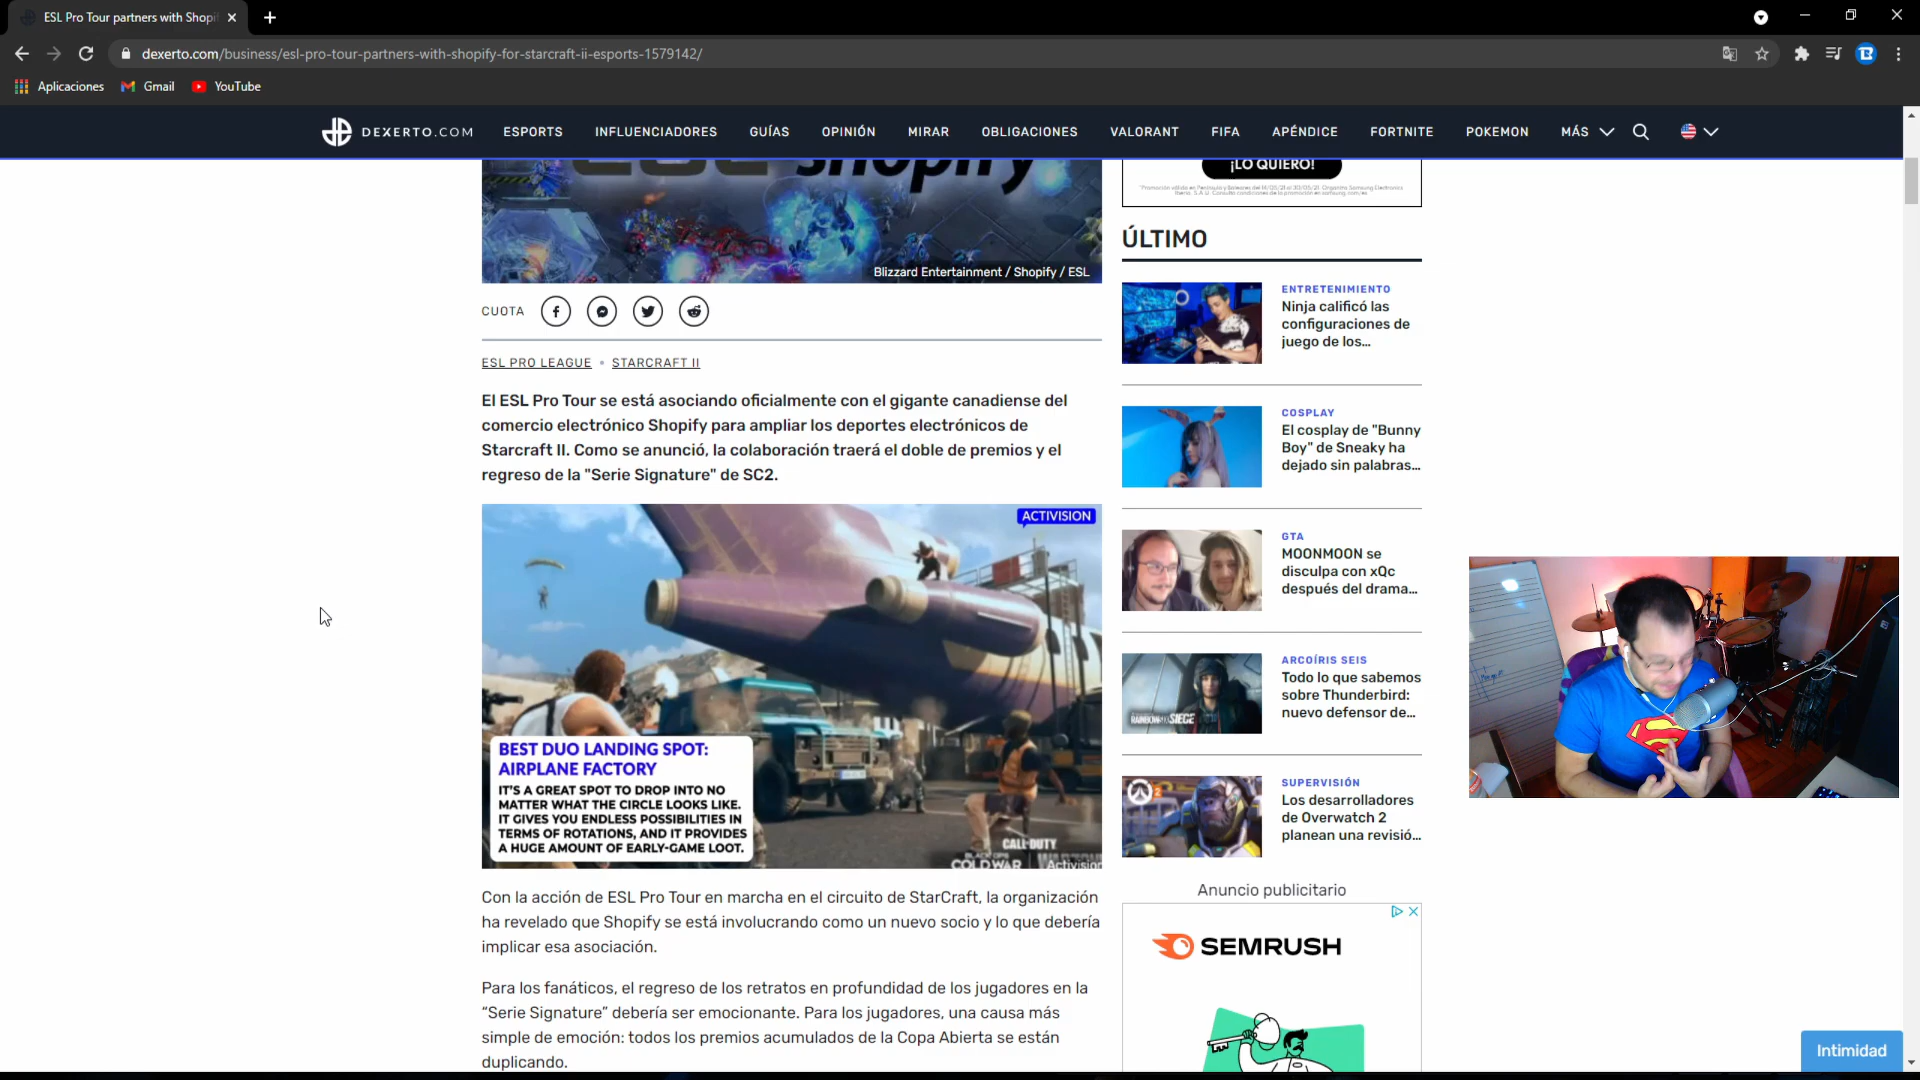 ESL Pro Tour partners with Shopi
dexerto.com/business/esl-pro-tour-partners-with-shopify-for-starcraft-ii-esports-1579142/
Aplicaciones Gmail YouTube
DEXERTO.COM ESPORTS INFLUENCIADORES GUÍAS OPINIÓN MIRAR OBLIGACIONES VALORANT FIFA APÉNDICE FORTNITE POKEMON MÁS
shopify
Blizzard Entertainment / Shopify / ESL
CUOTA
ESL PRO LEAGUE • STARCRAFT II
El ESL Pro Tour se está asociando oficialmente con el gigante canadiense del
comercio electrónico Shopify para ampliar los deportes electrónicos de
Starcraft II. Como se anunció, la colaboración traerá el doble de premios y el
regreso de la "Serie Signature" de SC2.
ACTIVISION
BEST DUO LANDING SPOT:
AIRPLANE FACTORY
IT'S A GREAT SPOT TO DROP INTO NO
MATTER WHAT THE CIRCLE LOOKS LIKE.
IT GIVES YOU ENDLESS POSSIBILITIES IN
TERMS OF ROTATIONS, AND IT PROVIDES
A HUGE AMOUNT OF EARLY-GAME LOOT.
CALL·DUTY
COLD WAR
Activision
Con la acción de ESL Pro Tour en marcha en el circuito de StarCraft, la organización
ha revelado que Shopify se está involucrando como un nuevo socio y lo que debería
implicar esa asociación.
Para los fanáticos, el regreso de los retratos en profundidad de los jugadores en la
“Serie Signature” debería ser emocionante. Para los jugadores, una causa más
simple de emoción: todos los premios acumulados de la Copa Abierta se están
duplicando.
¡LO QUIERO!
ÚLTIMO
ENTRETENIMIENTO
Ninja calificó las
configuraciones de
juego de los...
COSPLAY
El cosplay de "Bunny
Boy" de Sneaky ha
dejado sin palabras...
GTA
MOONMOON se
disculpa con xQc
después del drama...
ARCOÍRIS SEIS
Todo lo que sabemos
sobre Thunderbird:
nuevo defensor de...
RAINBOW SIEGE
SUPERVISIÓN
Los desarrolladores
de Overwatch 2
planean una revisió...
Anuncio publicitario
SEMRUSH
Intimidad